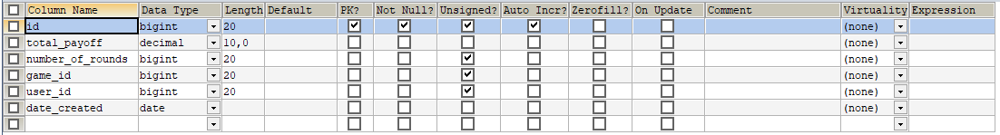 Column Name Data Type Length Default PK? Not Null? Unsigned? Auto Incr? Zerofill? On Update Comment Virtuality Expression
id bigint 20 (none)
total_payoff decimal 10,0 (none)
number_of_rounds bigint 20 (none)
game_id bigint 20 (none)
user_id bigint 20 (none)
date_created date (none)